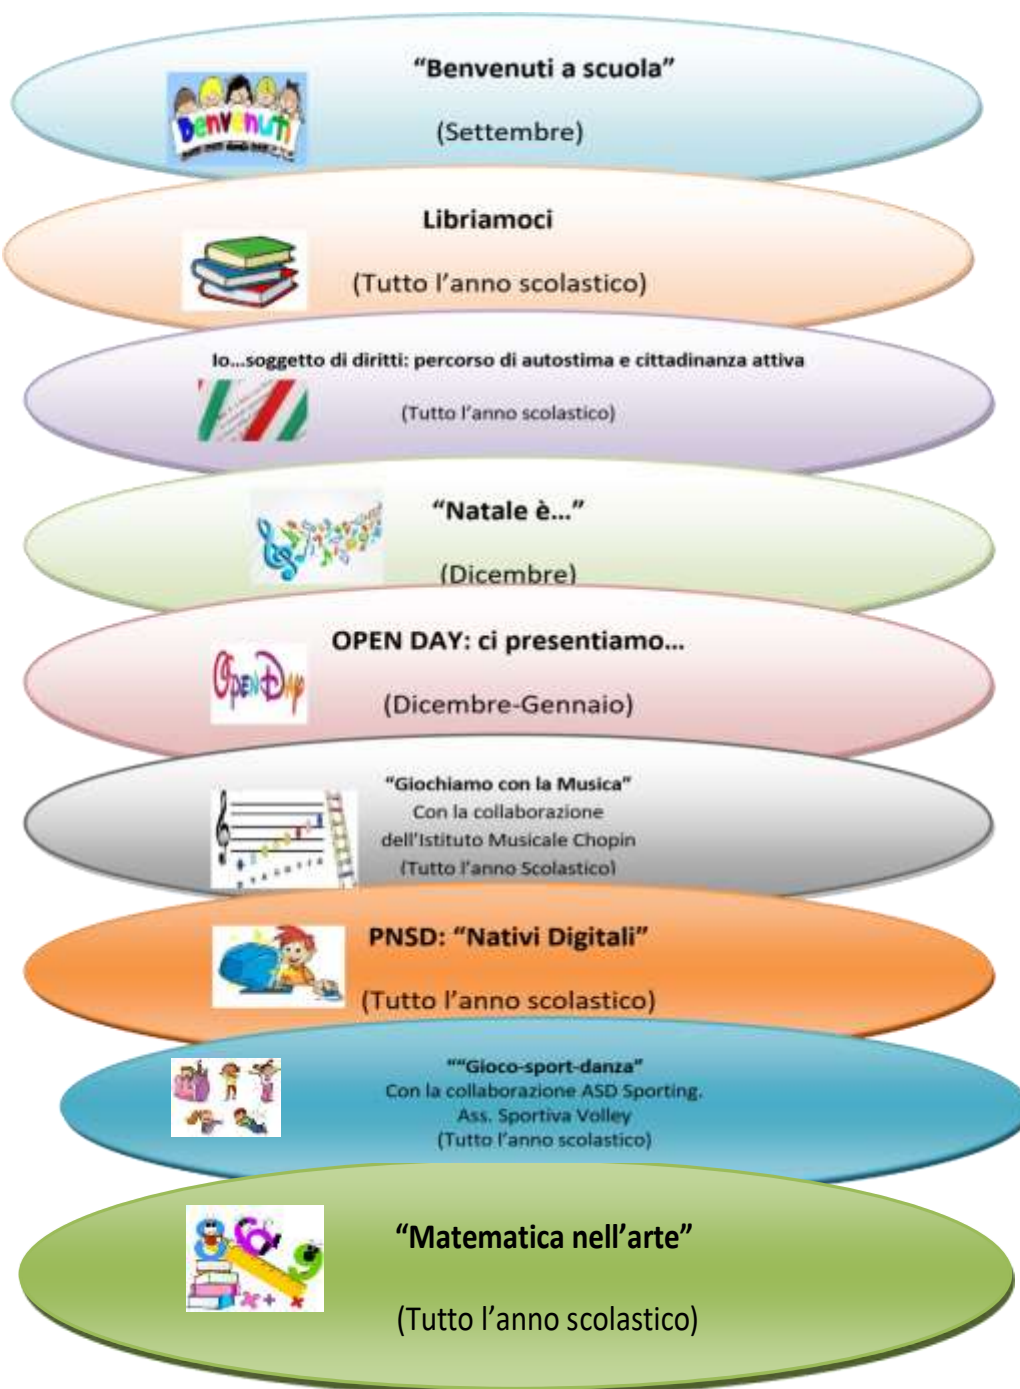 “Benvenuti a scuola”
Benvenuti
(Settembre)
Libriamoci
(Tutto l’anno scolastico)
Io...soggetto di diritti: percorso di autostima e cittadinanza attiva
(Tutto l’anno scolastico)
“Natale è...”
(Dicembre)
OPEN DAY: ci presentiamo...
Open Day
(Dicembre-Gennaio)
“Giochiamo con la Musica”
Con la collaborazione
dell’Istituto Musicale Chopin
(Tutto l’anno Scolastico)
PNSD: “Nativi Digitali”
(Tutto l’anno scolastico)
““Gioco-sport-danza”
Con la collaborazione ASD Sporting.
Ass. Sportiva Volley
(Tutto l’anno scolastico)
“Matematica nell’arte”
(Tutto l’anno scolastico)